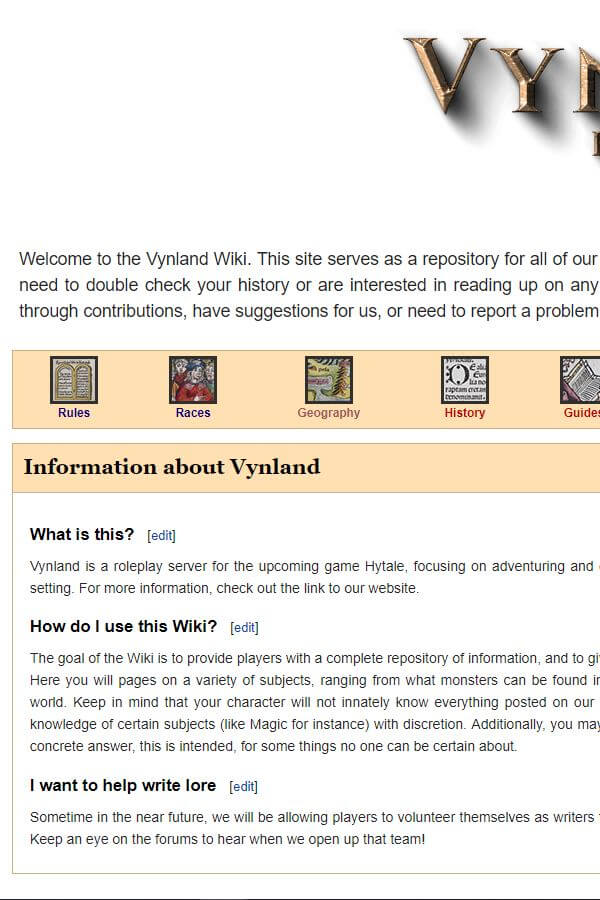 VYN
Welcome to the Vynland Wiki. This site serves as a repository for all of our
need to double check your history or are interested in reading up on any
through contributions, have suggestions for us, or need to report a problem
Rules Races Geography History Guides
Information about Vynland
What is this? [edit]
Vynland is a roleplay server for the upcoming game Hytale, focusing on adventuring and
setting. For more information, check out the link to our website.
How do I use this Wiki? [edit]
The goal of the Wiki is to provide players with a complete repository of information, and to gi
Here you will pages on a variety of subjects, ranging from what monsters can be found in
world. Keep in mind that your character will not innately know everything posted on our
knowledge of certain subjects (like Magic for instance) with discretion. Additionally, you may
concrete answer, this is intended, for some things no one can be certain about.
I want to help write lore [edit]
Sometime in the near future, we will be allowing players to volunteer themselves as writers
Keep an eye on the forums to hear when we open up that team!